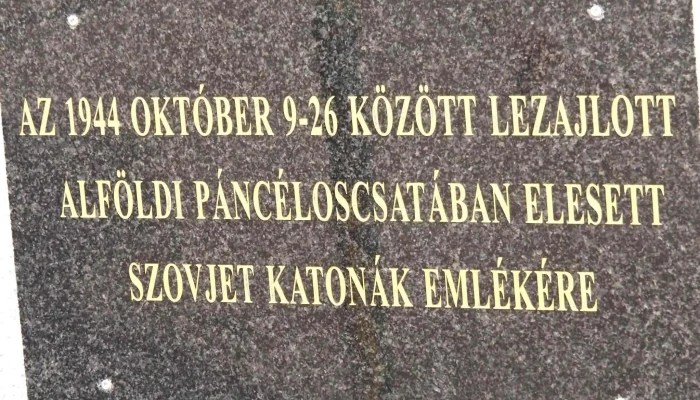 AZ 1944 OKTÓBER 9-26 KÖZÖTT LEZAJLOTT
ALFÖLDI PÁNCÉLOSCSATÁBAN ELESETT
SZOVJET KATONÁK EMLÉKÉRE